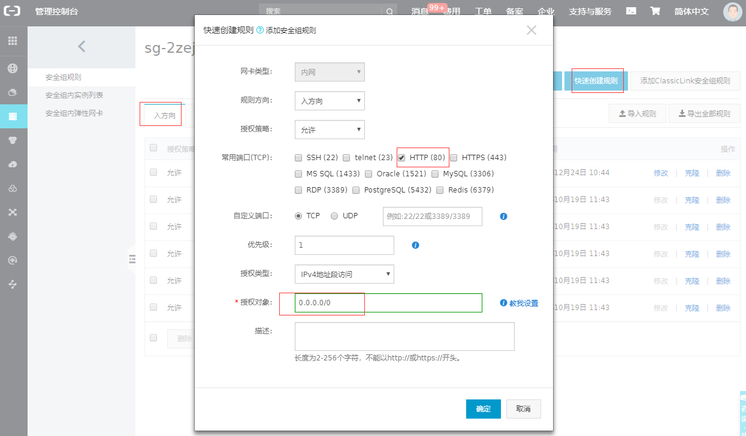 管理控制台
搜索
消息
99+
费用
工单
备案
企业
支持与服务
简体中文
sg-2zej
安全组规则
安全组内实例列表
安全组内弹性网卡
快速创建规则
添加ClassicLink安全组规则
入方向
导入规则
导出全部规则
授权策略
操作
允许
12月24日 10:44
修改 | 克隆 | 删除
允许
10月19日 11:43
修改 | 克隆 | 删除
允许
10月19日 11:43
修改 | 克隆 | 删除
允许
10月19日 11:43
修改 | 克隆 | 删除
允许
10月19日 11:43
修改 | 克隆 | 删除
允许
10月19日 11:43
修改 | 克隆 | 删除
删除
快速创建规则 添加安全组规则
网卡类型: 内网
规则方向: 入方向
授权策略: 允许
常用端口(TCP): SSH (22) telnet (23) HTTP (80) HTTPS (443)
MS SQL (1433) Oracle (1521) MySQL (3306)
RDP (3389) PostgreSQL (5432) Redis (6379)
自定义端口: TCP UDP 例如:22/22或3389/3389
优先级: 1
授权类型: IPv4地址段访问
* 授权对象: 0.0.0.0/0 教我设置
描述:
长度为2-256个字符，不能以http://或https://开头。
确定 取消